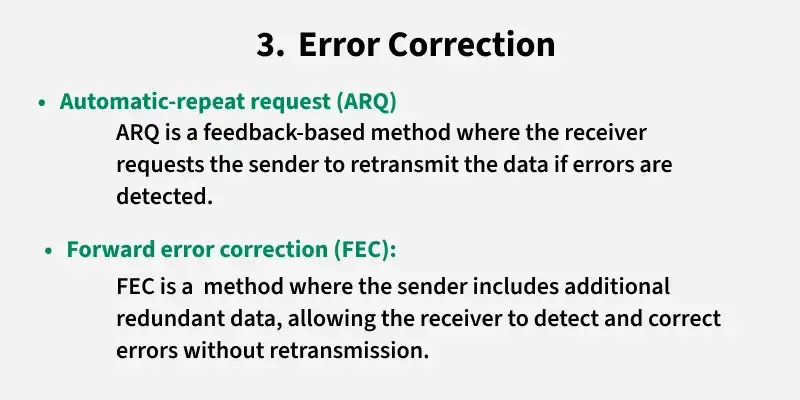 3. Error Correction
• Automatic-repeat request (ARQ)
ARQ is a feedback-based method where the receiver
requests the sender to retransmit the data if errors are
detected.
• Forward error correction (FEC):
FEC is a  method where the sender includes additional
redundant data, allowing the receiver to detect and correct
errors without retransmission.